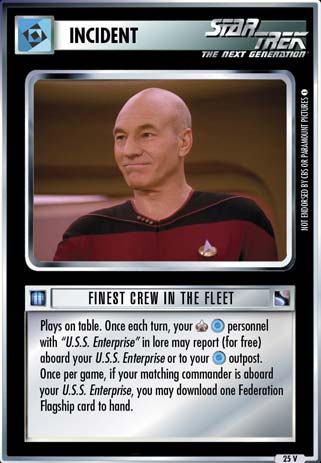 INCIDENT
STAR TREK
THE NEXT GENERATION
NOT ENDORSED BY CBS OR PARAMOUNT PICTURES
FINEST CREW IN THE FLEET
Plays on table. Once each turn, your personnel
with "U.S.S. Enterprise" in lore may report (for free)
aboard your U.S.S. Enterprise or to your outpost.
Once per game, if your matching commander is aboard
your U.S.S. Enterprise, you may download one Federation
Flagship card to hand.
25 V